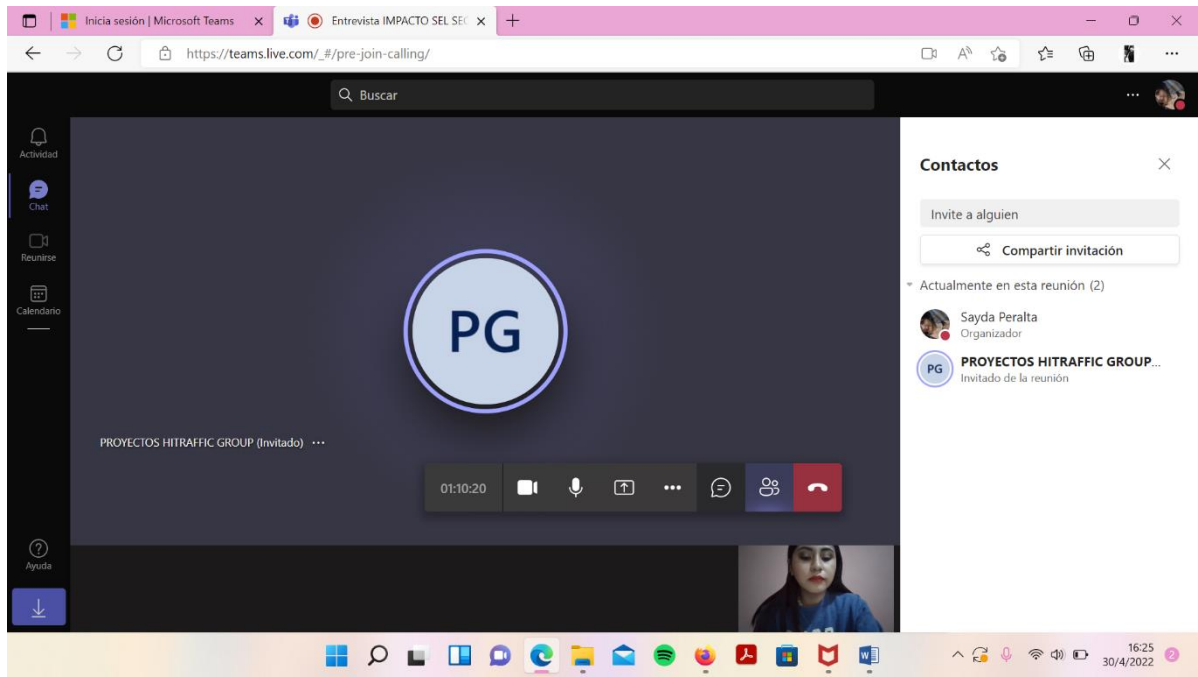 Inicia sesión | Microsoft Teams
Entrevista IMPACTO SEL SEC
https://teams.live.com/_#/pre-join-calling/
Buscar
Actividad
Chat
Reunirse
Calendario
Ayuda
PG
PROYECTOS HITRAFFIC GROUP (Invitado)
01:10:20
Contactos
Invite a alguien
Compartir invitación
Actualmente en esta reunión (2)
Sayda Peralta
Organizador
PG
PROYECTOS HITRAFFIC GROUP...
Invitado de la reunión
16:25
30/4/2022
2